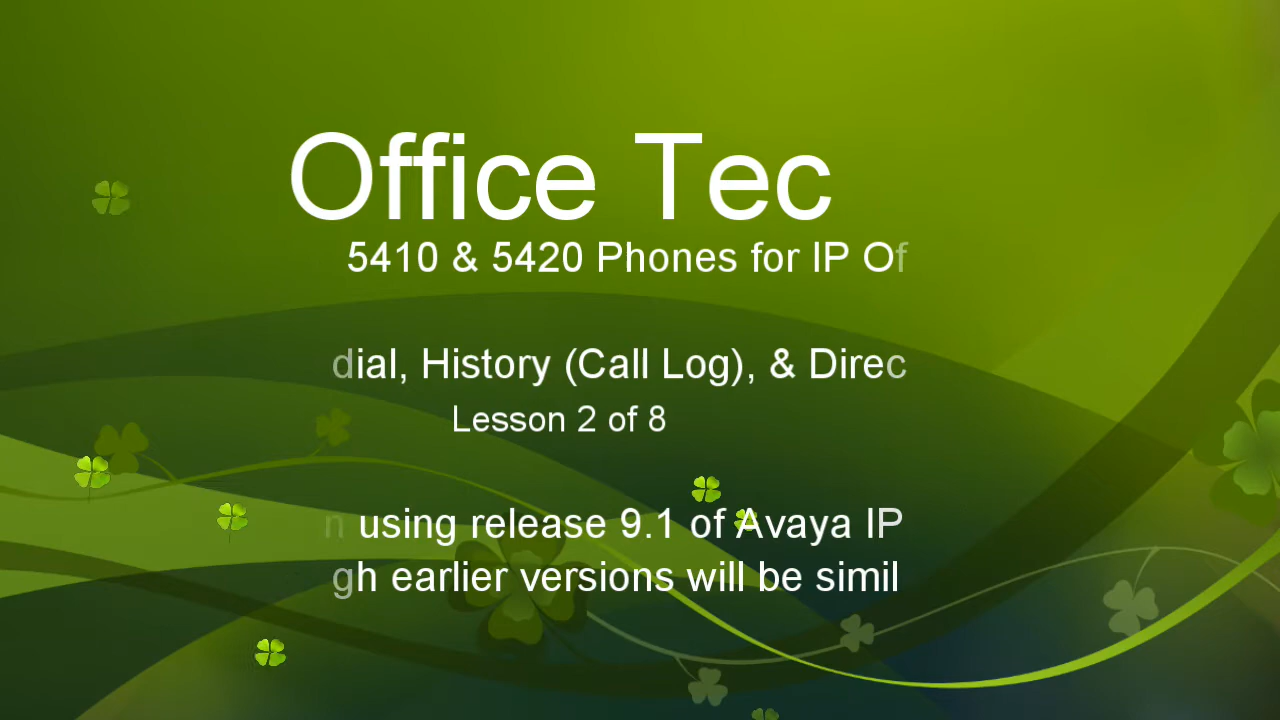 Office Tec
5410 & 5420 Phones for IP Of
dial, History (Call Log), & Direc
Lesson 2 of 8
n using release 9.1 of Avaya IP
gh earlier versions will be simil